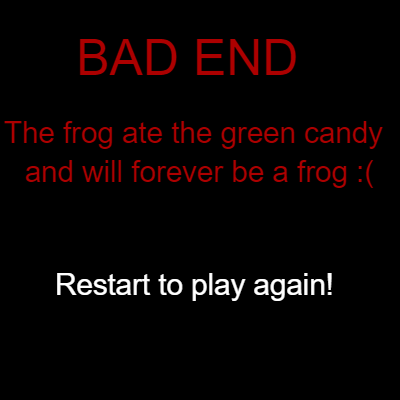 BAD END
The frog ate the green candy
and will forever be a frog :(
Restart to play again!